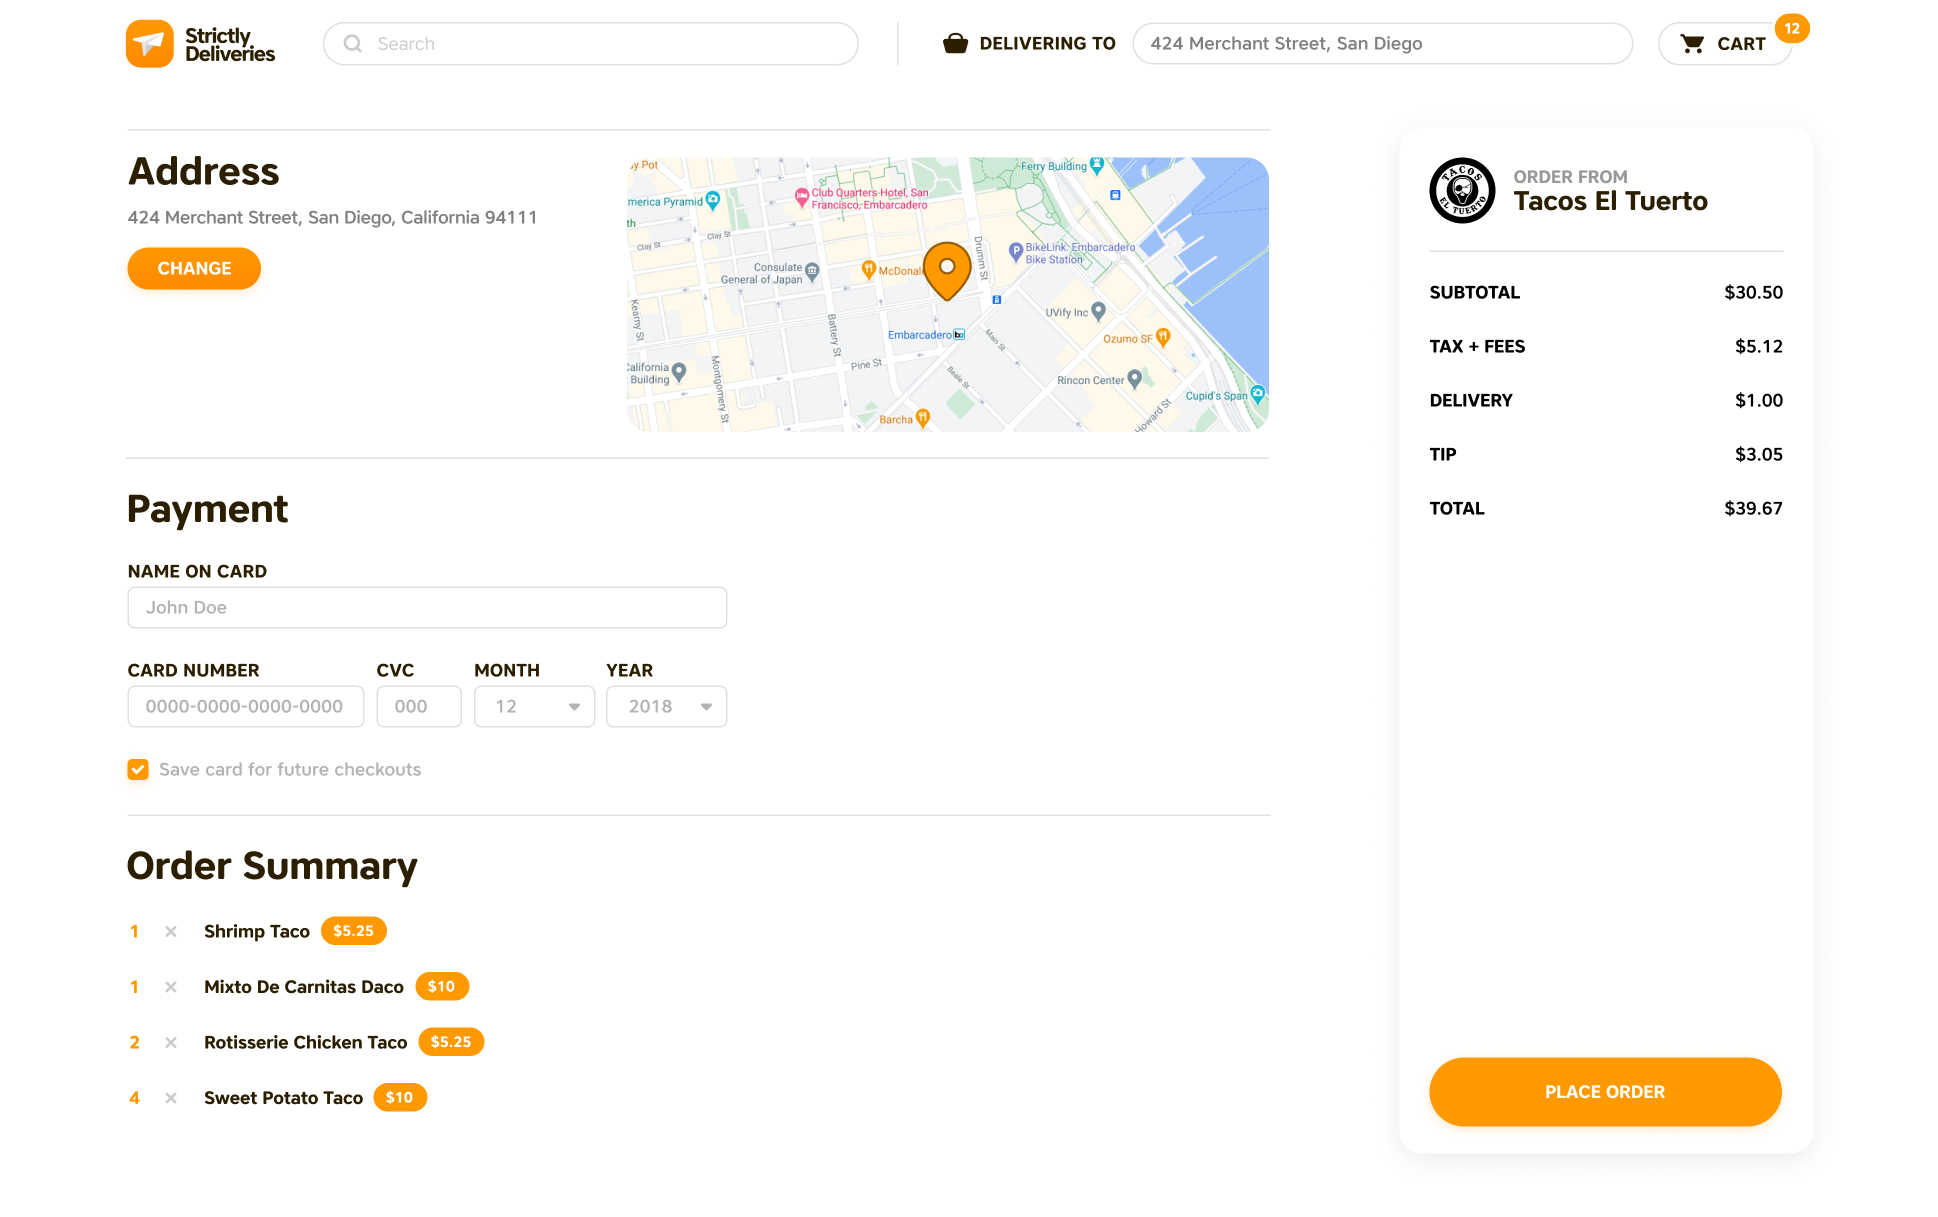 Strictly
Deliveries
Search
DELIVERING TO
424 Merchant Street, San Diego
CART
12
Address
424 Merchant Street, San Diego, California 94111
CHANGE
y Pot
merica Pyramid
th
Clay St
Clay St
Club Quarters Hotel, San
Francisco, Embarcadero
Ferry Building
Drumm St
BikeLink: Embarcadero
Bike Station
Consulate
General of Japan
McDonal
Kearny St
Battery St
UVify Inc
Embarcadero
Main St
Ozumo SF
California
Building
Montgomery St
Pine St
Beale St
Rincon Center
Cupid's Span
Barcha
Howard St
ORDER FROM
Tacos El Tuerto
TACOS
EL TUERTO
SUBTOTAL $30.50
TAX + FEES $5.12
DELIVERY $1.00
TIP $3.05
TOTAL $39.67
Payment
NAME ON CARD
John Doe
CARD NUMBER CVC MONTH YEAR
0000-0000-0000-0000 000 12 2018
Save card for future checkouts
Order Summary
1 × Shrimp Taco $5.25
1 × Mixto De Carnitas Daco $10
2 × Rotisserie Chicken Taco $5.25
4 × Sweet Potato Taco $10
PLACE ORDER